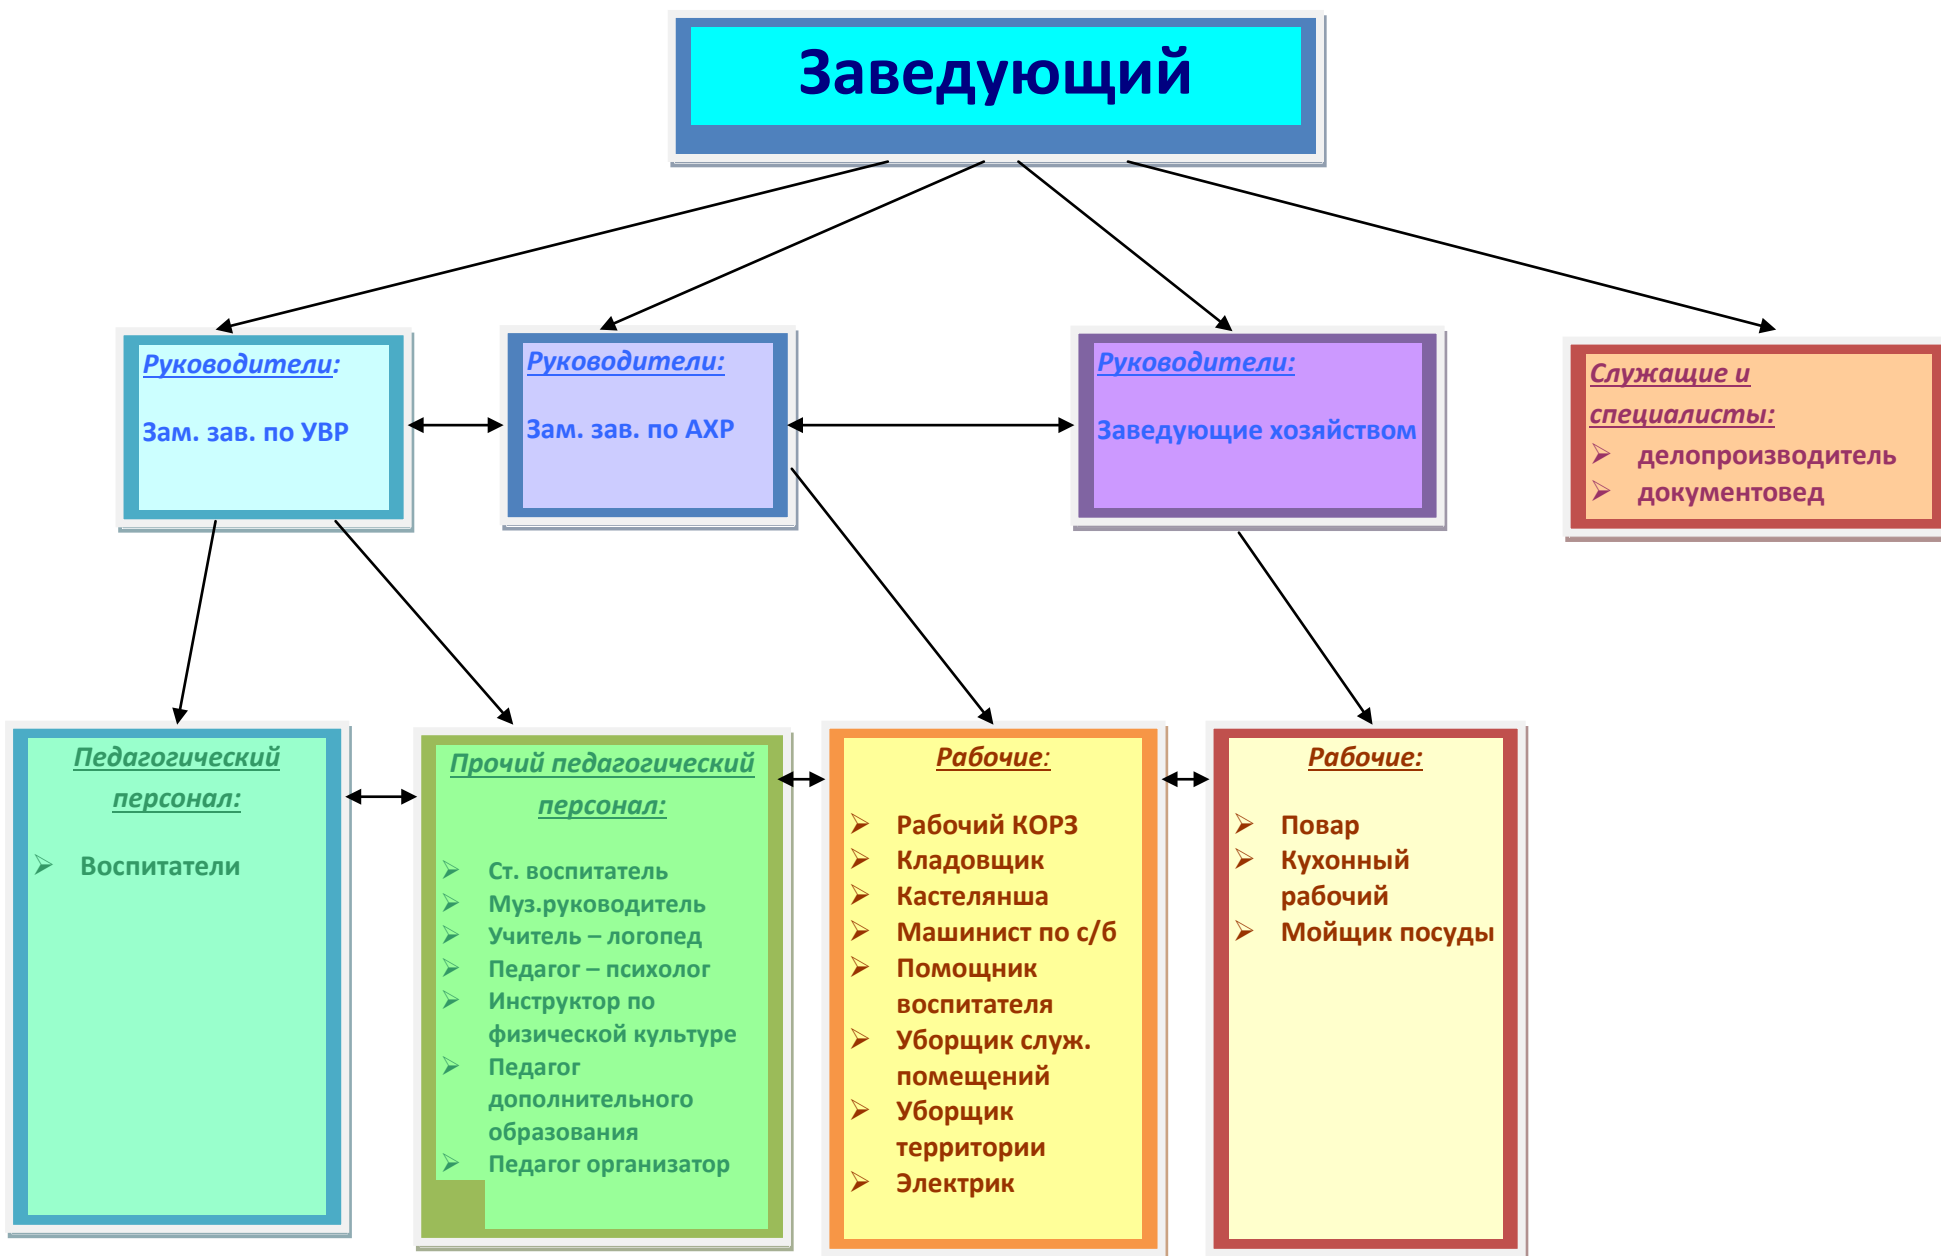 Заведующий
Руководители:
Зам. зав. по УВР
Руководители:
Зам. зав. по АХР
Руководители:
Заведующие хозяйством
Служащие и
специалисты:
➢ делопроизводитель
➢ документовед
Педагогический
персонал:
➢ Воспитатели
Прочий педагогический
персонал:
➢ Ст. воспитатель
➢ Муз.руководитель
➢ Учитель – логопед
➢ Педагог – психолог
➢ Инструктор по
физической культуре
➢ Педагог
дополнительного
образования
➢ Педагог организатор
Рабочие:
➢ Рабочий КОРЗ
➢ Кладовщик
➢ Кастелянша
➢ Машинист по с/б
➢ Помощник
воспитателя
➢ Уборщик служ.
помещений
➢ Уборщик
территории
➢ Электрик
Рабочие:
➢ Повар
➢ Кухонный
рабочий
➢ Мойщик посуды